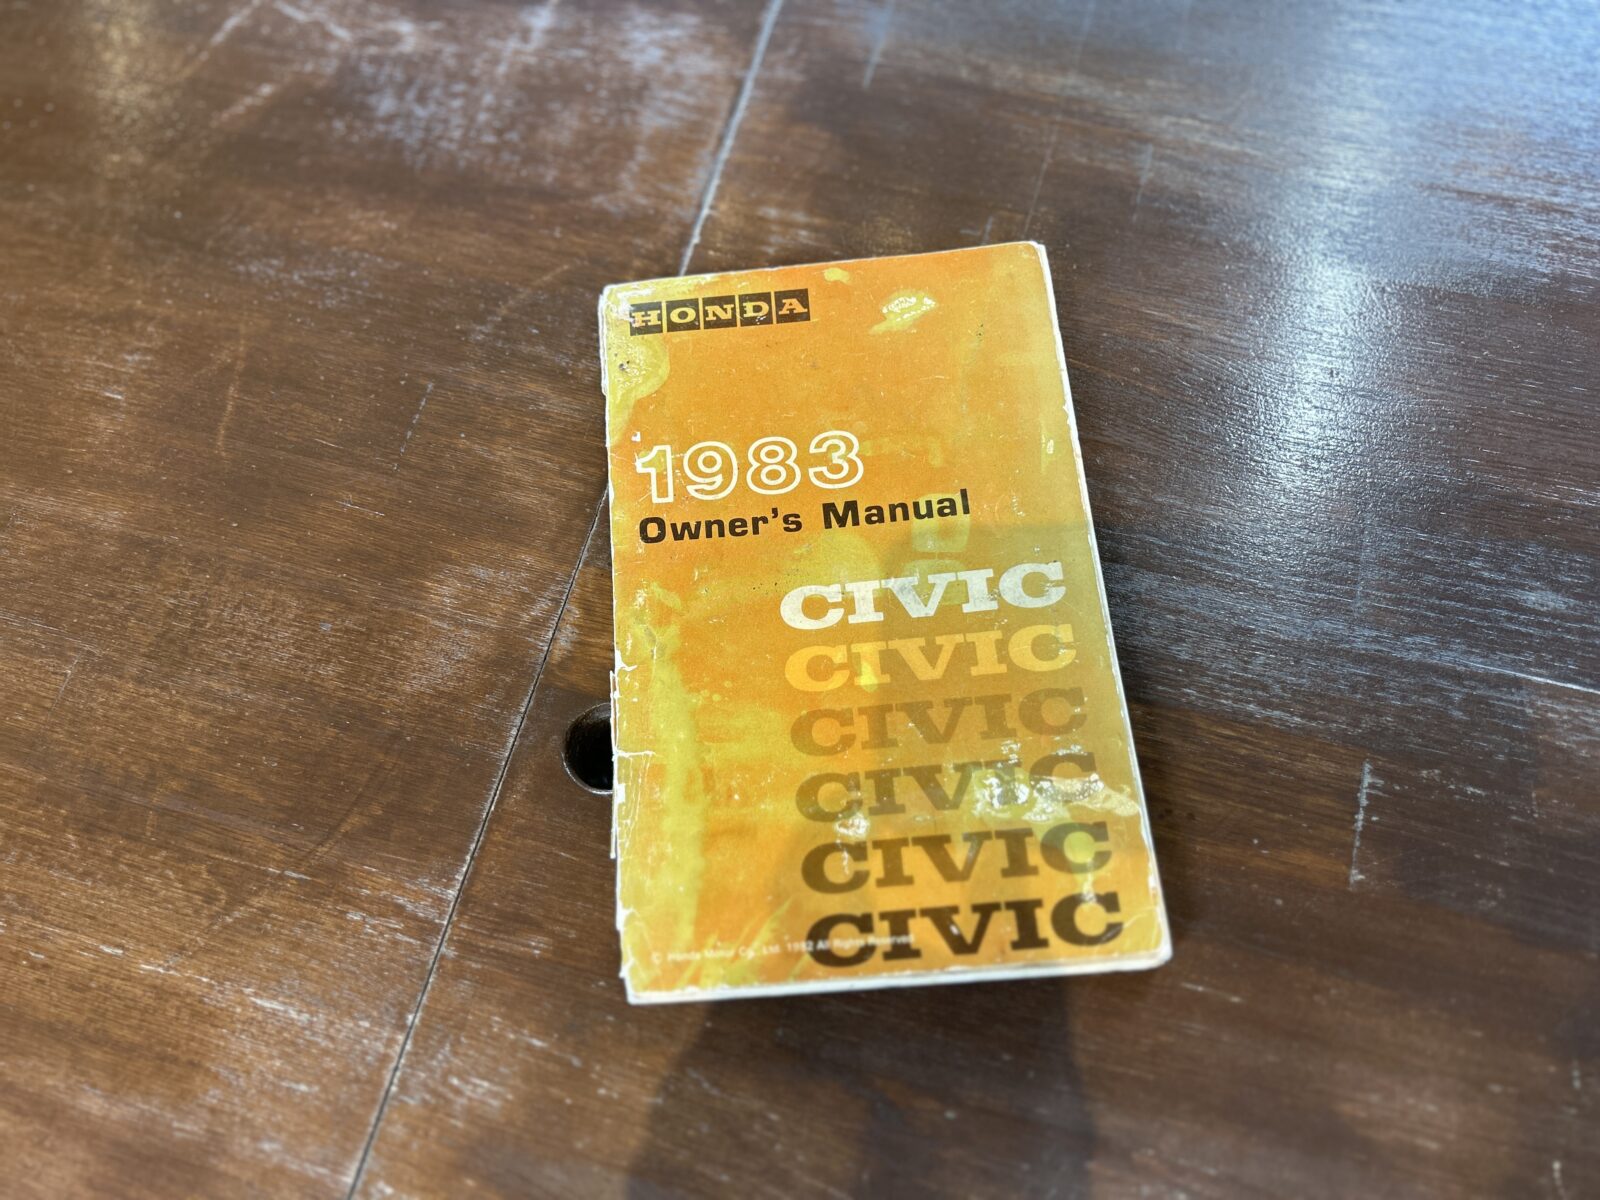 HONDA
1983
Owner's Manual
CIVIC
CIVIC
CIVIC
CIVIC
CIVIC
CIVIC
© Honda Motor Co., Ltd. 1982 All Rights Reserved